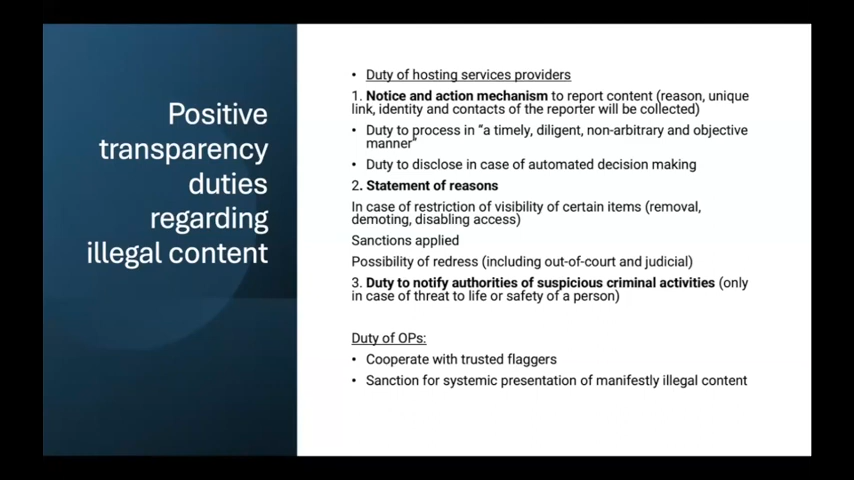 Positive
transparency
duties
regarding
illegal content
• Duty of hosting services providers
1. Notice and action mechanism to report content (reason, unique
link, identity and contacts of the reporter will be collected)
• Duty to process in “a timely, diligent, non-arbitrary and objective
manner”
• Duty to disclose in case of automated decision making
2. Statement of reasons
In case of restriction of visibility of certain items (removal,
demoting, disabling access)
Sanctions applied
Possibility of redress (including out-of-court and judicial)
3. Duty to notify authorities of suspicious criminal activities (only
in case of threat to life or safety of a person)
Duty of OPs:
• Cooperate with trusted flaggers
• Sanction for systemic presentation of manifestly illegal content